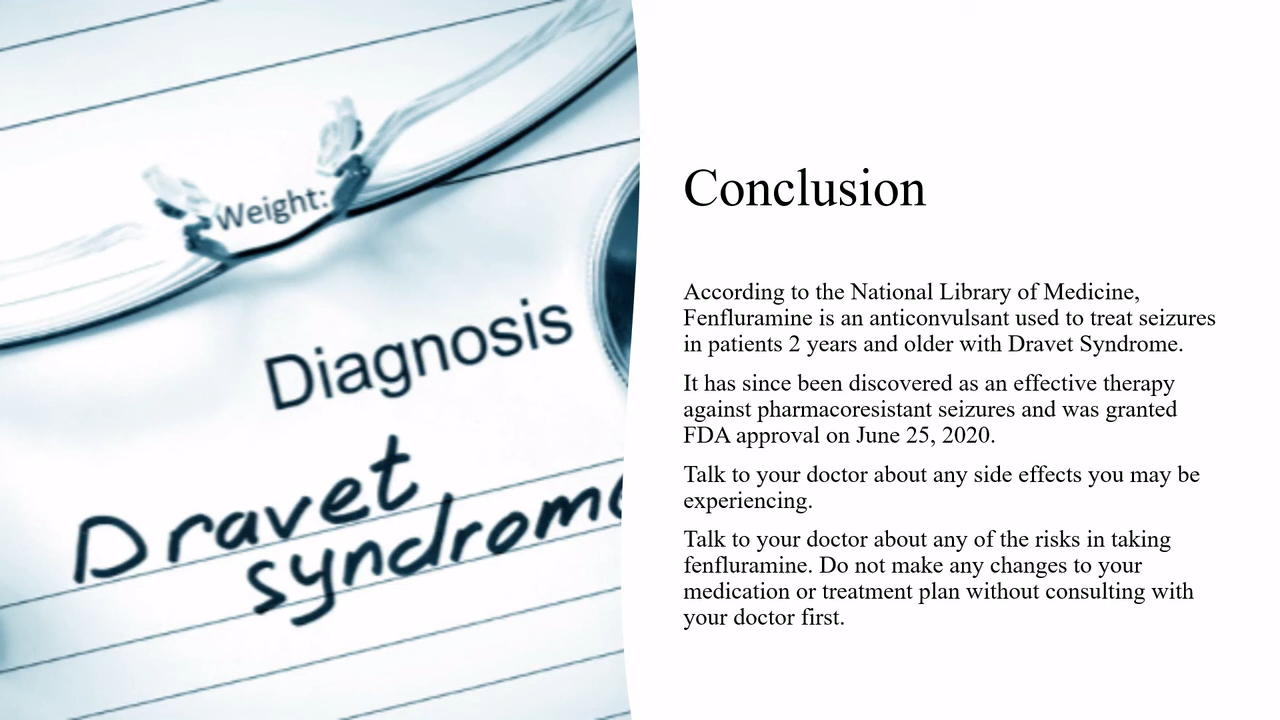 Weight:
Diagnosis
Dravet
syndrome
Conclusion
According to the National Library of Medicine,
Fenfluramine is an anticonvulsant used to treat seizures
in patients 2 years and older with Dravet Syndrome.
It has since been discovered as an effective therapy
against pharmacoresistant seizures and was granted
FDA approval on June 25, 2020.
Talk to your doctor about any side effects you may be
experiencing.
Talk to your doctor about any of the risks in taking
fenfluramine. Do not make any changes to your
medication or treatment plan without consulting with
your doctor first.